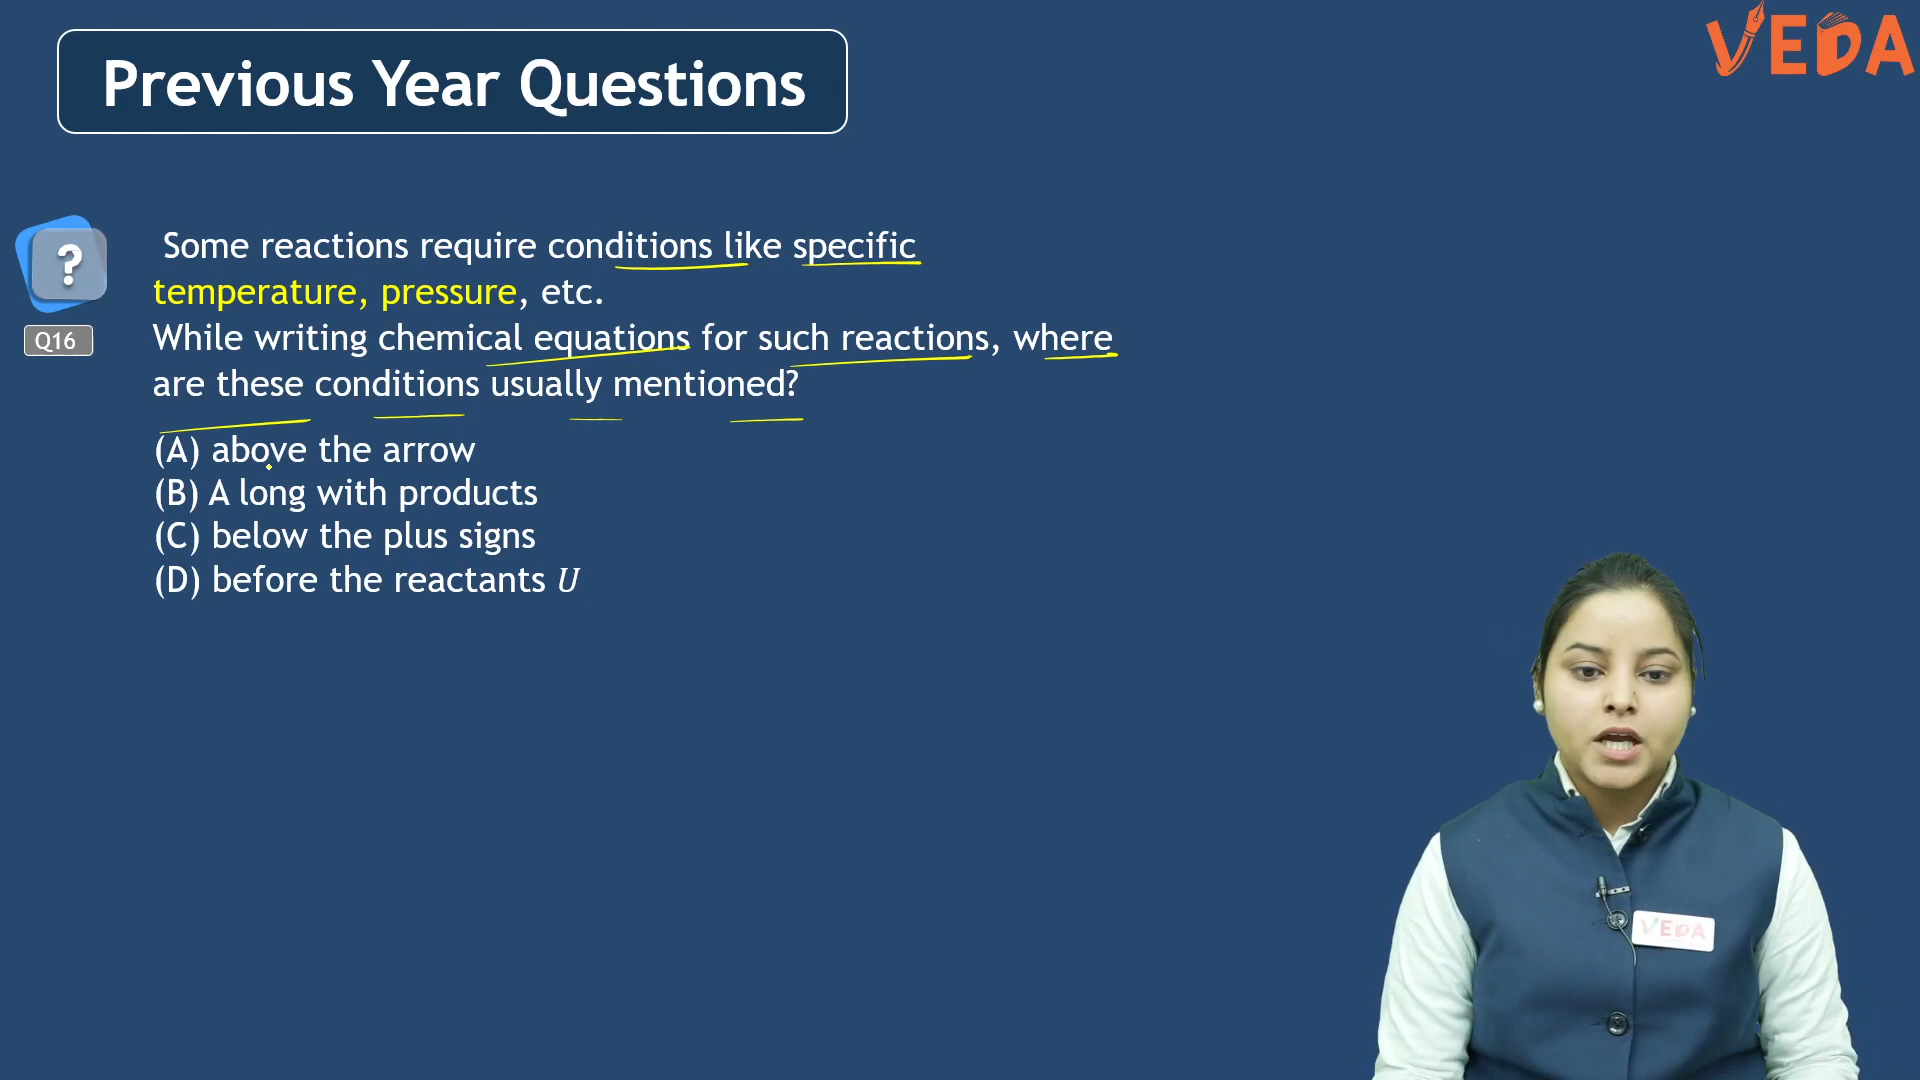 VEDA
Previous Year Questions
Some reactions require conditions like specific
temperature, pressure, etc.
Q16
While writing chemical equations for such reactions, where
are these conditions usually mentioned?
(A) above the arrow
(B) A long with products
(C) below the plus signs
(D) before the reactants U
VEDA